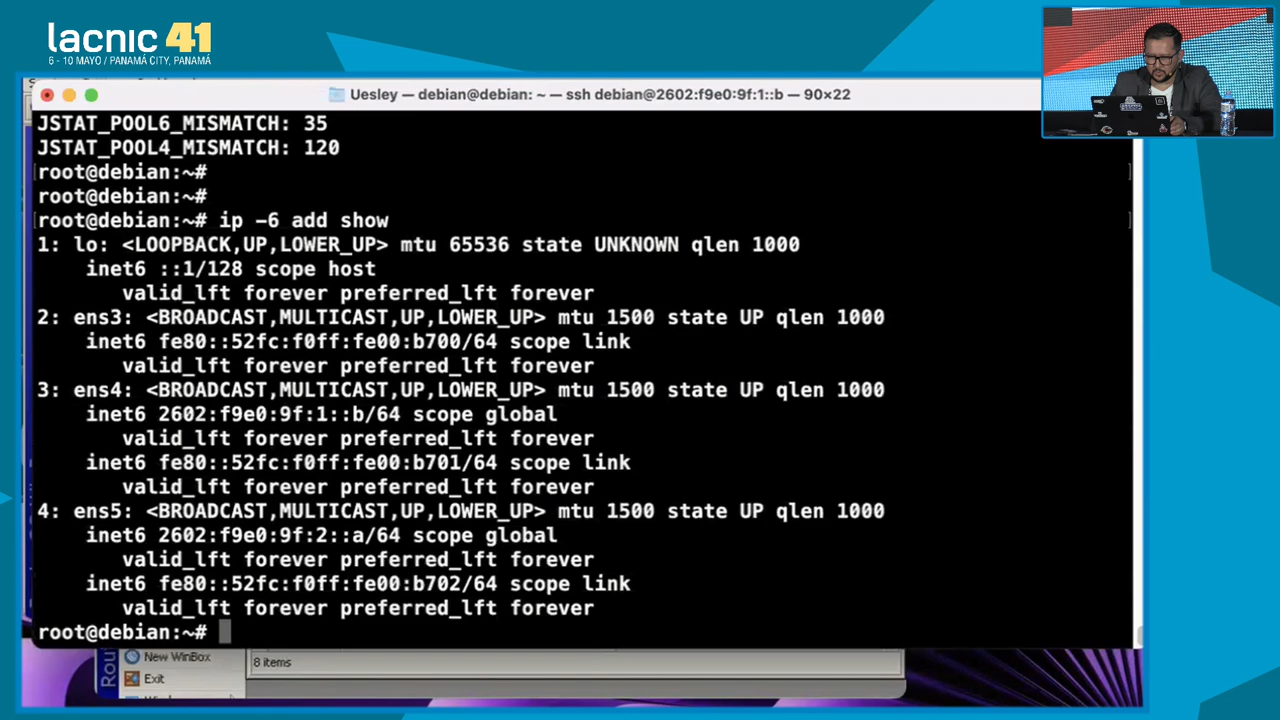 lacnic 41
6 - 10 MAYO / PANAMÁ CITY, PANAMÁ
Uesley — debian@debian: ~ — ssh debian@2602:f9e0:9f:1::b — 90×22
JSTAT_POOL6_MISMATCH: 35
JSTAT_POOL4_MISMATCH: 120
root@debian:~#
root@debian:~#
root@debian:~# ip -6 add show
1: lo: <LOOPBACK,UP,LOWER_UP> mtu 65536 state UNKNOWN qlen 1000
inet6 ::1/128 scope host
valid_lft forever preferred_lft forever
2: ens3: <BROADCAST,MULTICAST,UP,LOWER_UP> mtu 1500 state UP qlen 1000
inet6 fe80::52fc:f0ff:fe00:b700/64 scope link
valid_lft forever preferred_lft forever
3: ens4: <BROADCAST,MULTICAST,UP,LOWER_UP> mtu 1500 state UP qlen 1000
inet6 2602:f9e0:9f:1::b/64 scope global
valid_lft forever preferred_lft forever
inet6 fe80::52fc:f0ff:fe00:b701/64 scope link
valid_lft forever preferred_lft forever
4: ens5: <BROADCAST,MULTICAST,UP,LOWER_UP> mtu 1500 state UP qlen 1000
inet6 2602:f9e0:9f:2::a/64 scope global
valid_lft forever preferred_lft forever
inet6 fe80::52fc:f0ff:fe00:b702/64 scope link
valid_lft forever preferred_lft forever
root@debian:~#
New WinBox
8 items
Exit
Rou